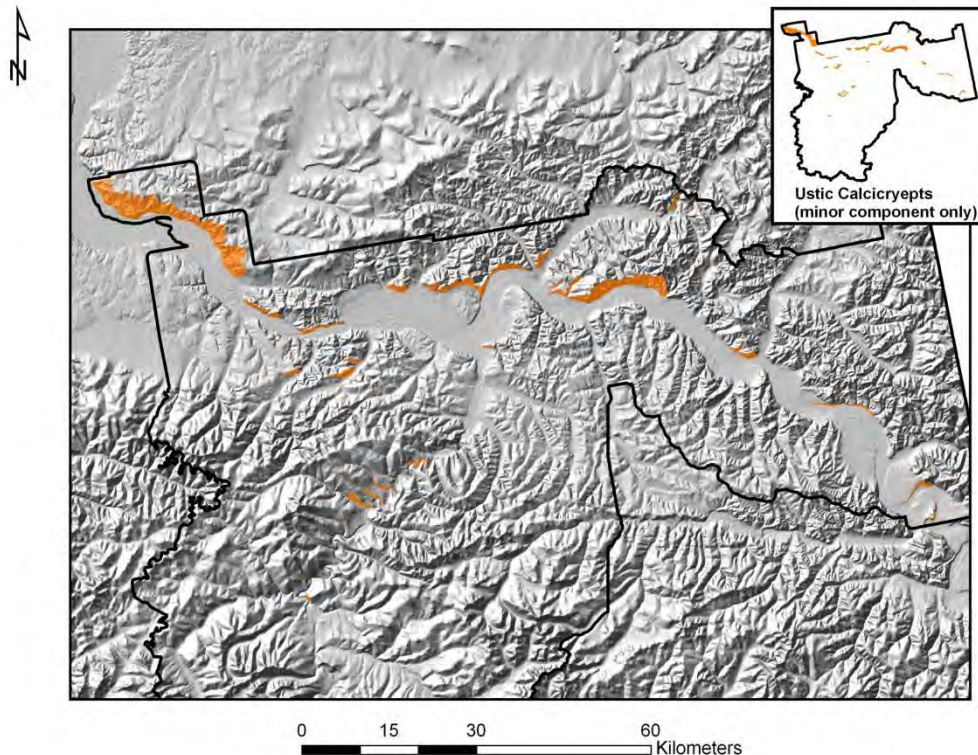 N
Ustic Calcicryepts
(minor component only)
0 15 30 60
Kilometers